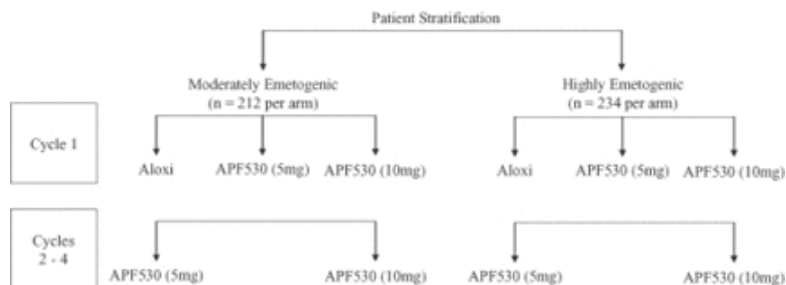 Patient Stratification
Moderately Emetogenic
(n = 212 per arm)
Highly Emetogenic
(n = 234 per arm)
Cycle 1
Aloxi APF530 (5mg) APF530 (10mg) Aloxi APF530 (5mg) APF530 (10mg)
Cycles
2 - 4
APF530 (5mg) APF530 (10mg) APF530 (5mg) APF530 (10mg)